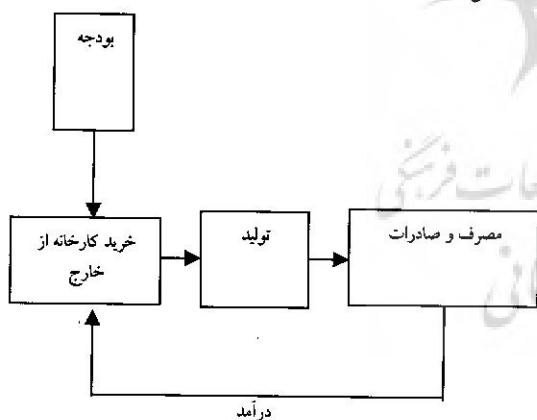 بودجه
خرید کارخانه از
خارج
تولید
مصرف و صادرات
درآمد